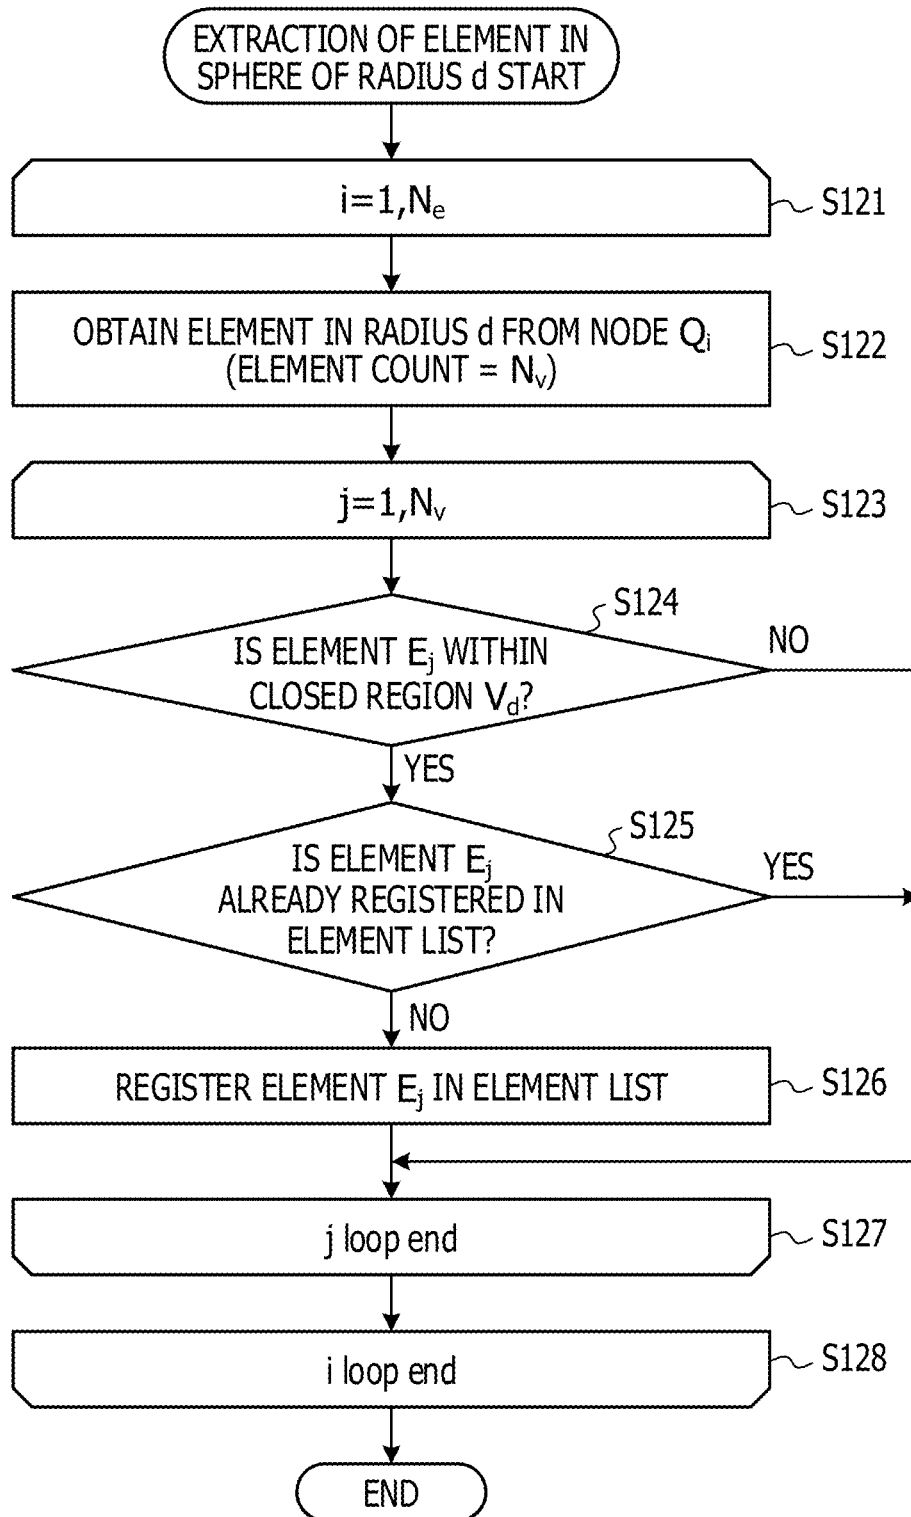 EXTRACTION OF ELEMENT IN
SPHERE OF RADIUS d START
i=1,Ne
S121
OBTAIN ELEMENT IN RADIUS d FROM NODE Qi
(ELEMENT COUNT = Nv)
S122
j=1,Nv
S123
S124
IS ELEMENT Ej WITHIN
CLOSED REGION Vd?
NO
YES
S125
IS ELEMENT Ej
ALREADY REGISTERED IN
ELEMENT LIST?
YES
NO
REGISTER ELEMENT Ej IN ELEMENT LIST
S126
j loop end
S127
i loop end
S128
END